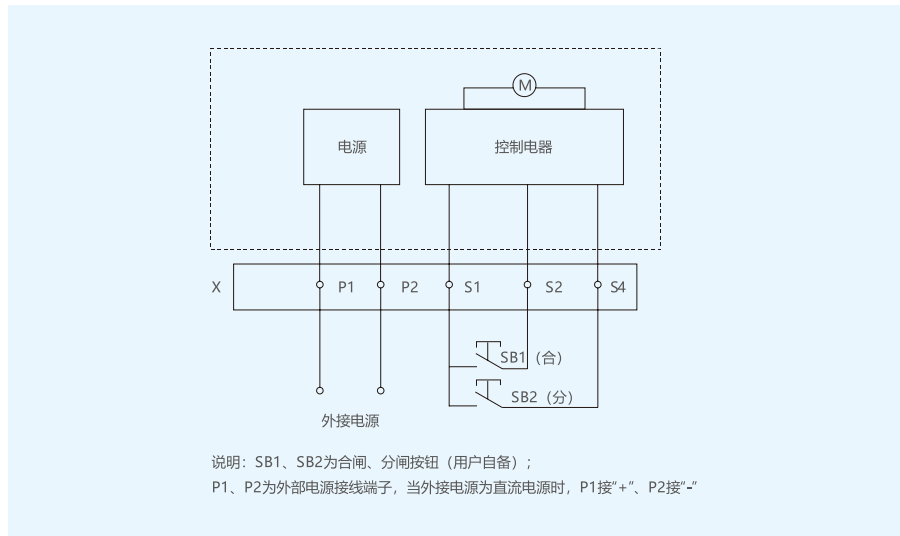 M
电源
控制电器
X
P1
P2
S1
S2
S4
SB1（合）
SB2（分）
外接电源
说明：SB1、SB2为合闸、分闸按钮（用户自备）;
P1、P2为外部电源接线端子，当外接电源为直流电源时，P1接“+”、P2接“-”